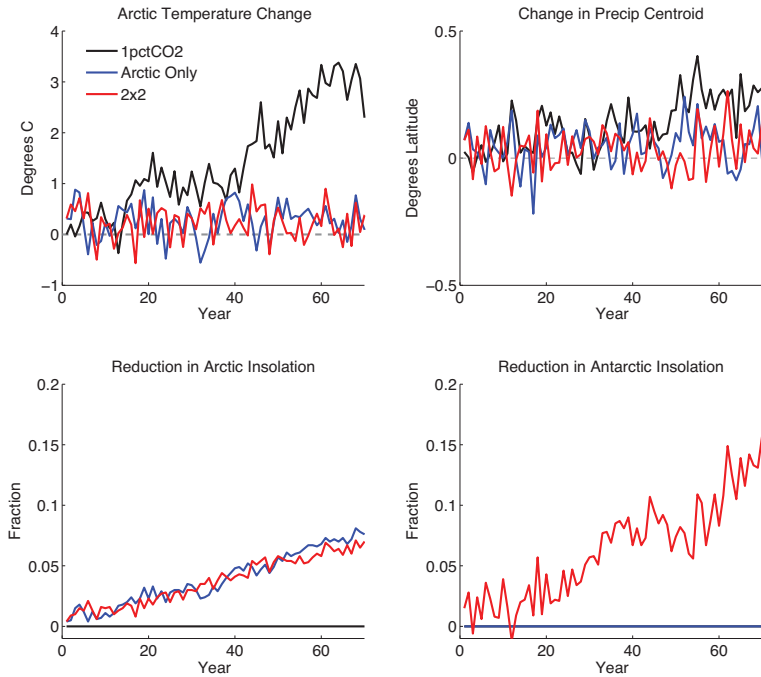 Arctic Temperature Change
4
3
2
1
0
−1
Degrees C
1pctCO2
Arctic Only
2x2
0
20
40
60
Year
Change in Precip Centroid
0.5
0
−0.5
Degrees Latitude
0
20
40
60
Year
Reduction in Arctic Insolation
0.2
0.15
0.1
0.05
0
Fraction
0
20
40
60
Year
Reduction in Antarctic Insolation
0.2
0.15
0.1
0.05
0
Fraction
0
20
40
60
Year